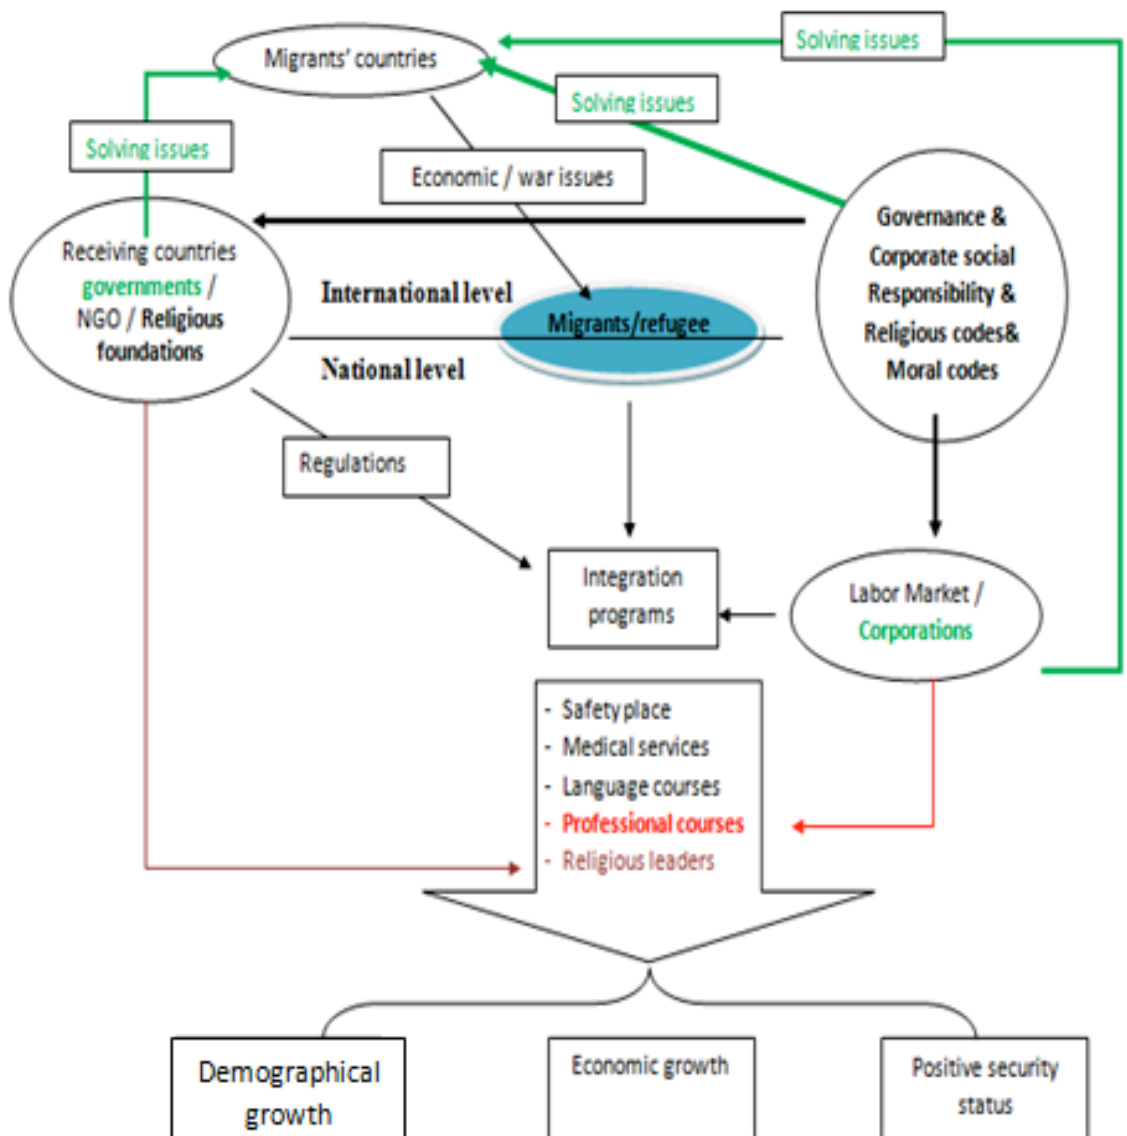 Solving issues
Migrants' countries
Solving issues
Solving issues
Economic / war issues
Receiving countries
governments /
NGO / Religious
foundations
Governance &
Corporate social
Responsibility &
Religious codes&
Moral codes
International level
Migrants/refugee
National level
Regulations
Integration
programs
Labor Market /
Corporations
- Safety place
- Medical services
- Language courses
- Professional courses
- Religious leaders
Demographical
growth
Economic growth
Positive security
status